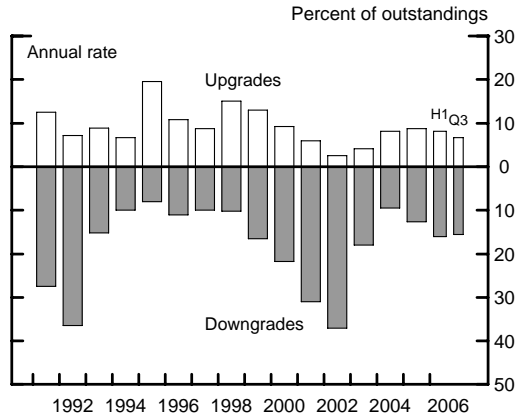 Percent of outstandings
Annual rate
Upgrades
H1
Q3
Downgrades
30
20
10
0
10
20
30
40
50
1992 1994 1996 1998 2000 2002 2004 2006